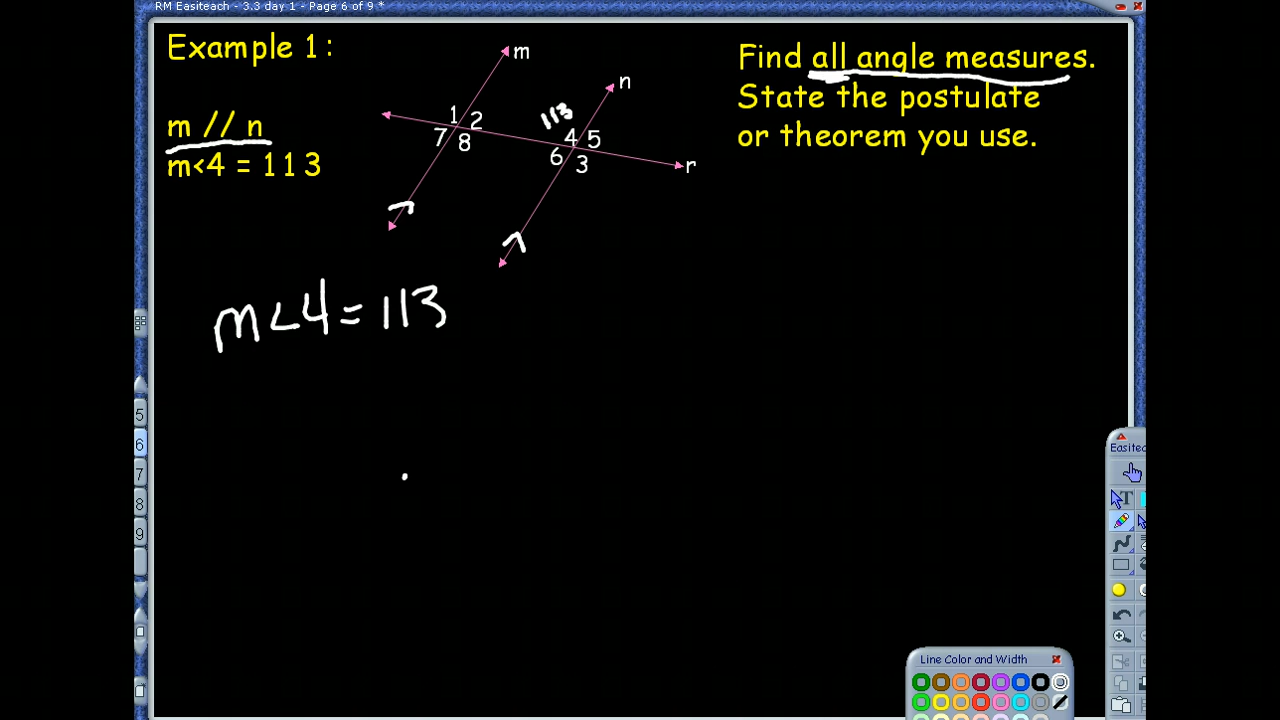 RM Easiteach - 3.3 day 1 - Page 6 of 9 *
Example 1:
m // n
m<4 = 113
m
n
r
1 2
7 8
113
4 5
6 3
Find all angle measures.
State the postulate
or theorem you use.
m<4=113
5
6
7
8
9
Easitec
T
Line Color and Width